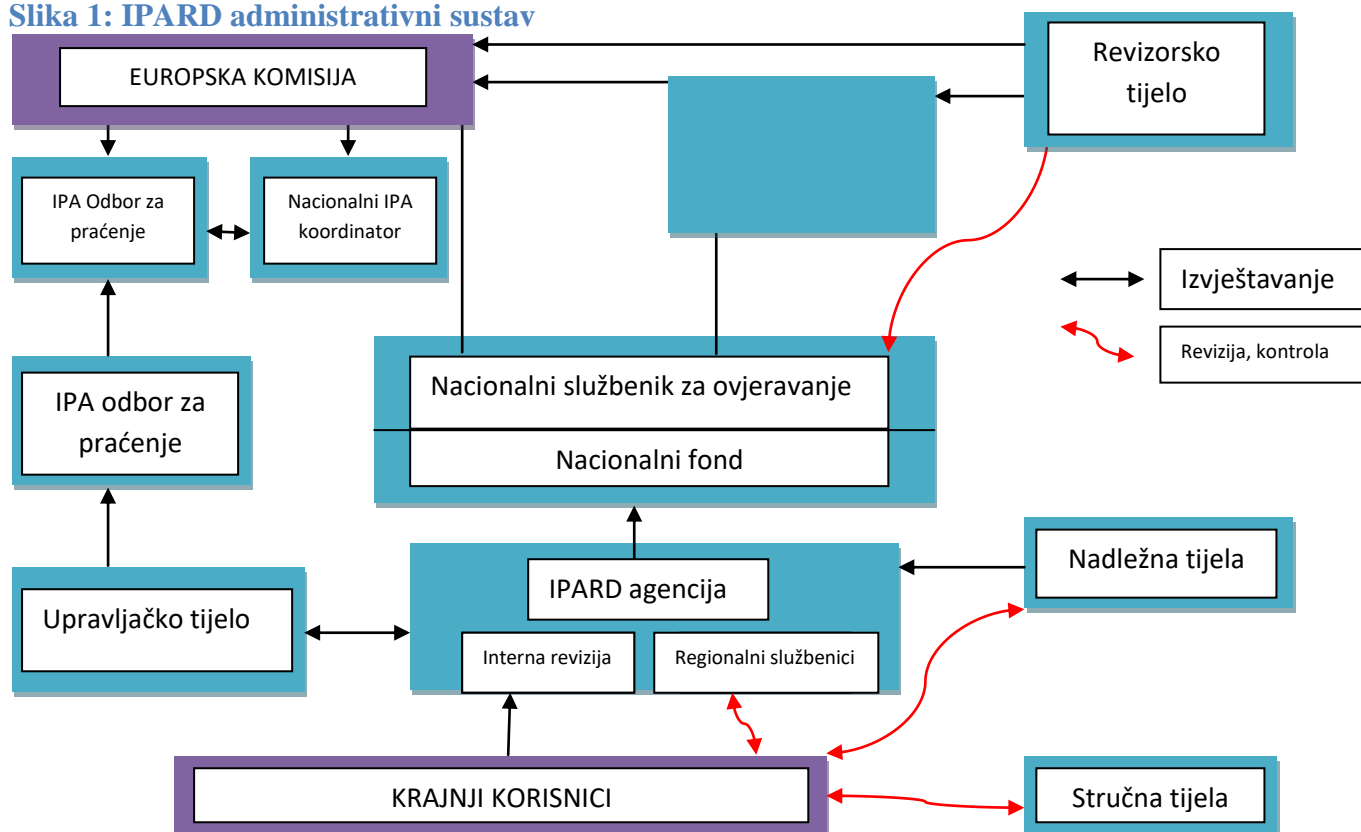 Slika 1: IPARD administrativni sustav
EUROPSKA KOMISIJA
Revizorsko
tijelo
IPA Odbor za
praćenje
Nacionalni IPA
koordinator
Izvještavanje
Revizija, kontrola
IPA odbor za
praćenje
Nacionalni službenik za ovjeravanje
Nacionalni fond
Upravljačko tijelo
IPARD agencija
Interna revizija
Regionalni službenici
Nadležna tijela
KRAJNJI KORISNICI
Stručna tijela